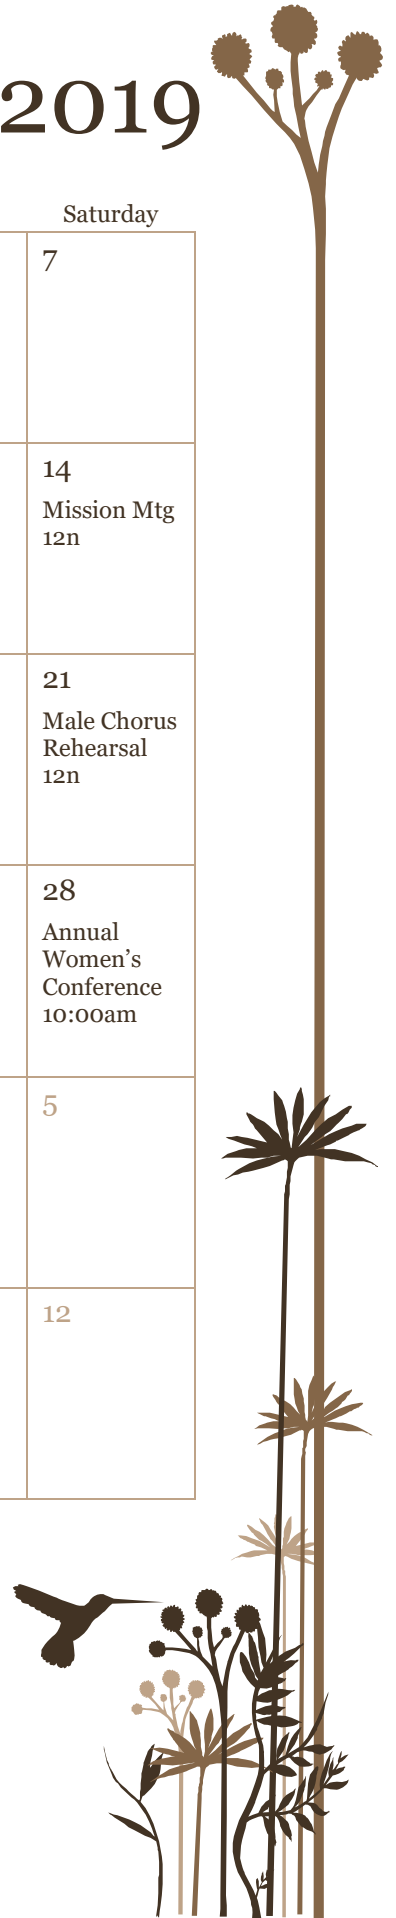 2019
Saturday
7
14
Mission Mtg
12n
21
Male Chorus
Rehearsal
12n
28
Annual
Women’s
Conference
10:00am
5
12